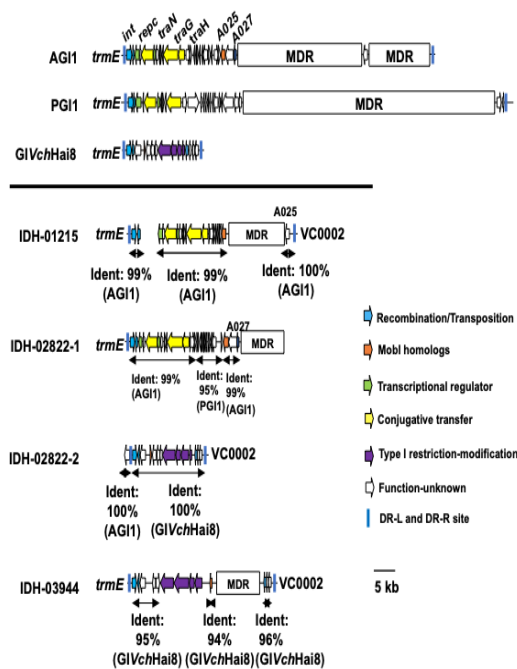 int repc traN traG traH A025 A027
AGI1 trmE MDR MDR
PGI1 trmE MDR
GIVchHai8 trmE
A025
IDH-01215 trmE MDR VC0002
Ident: 99% (AGI1) Ident: 99% (AGI1) Ident: 100% (AGI1)
A027
IDH-02822-1 trmE MDR
Ident: 99% (AGI1) Ident: 95% (PGI1) Ident: 99% (AGI1)
IDH-02822-2 VC0002
Ident: 100% (AGI1) Ident: 100% (GIVchHai8)
IDH-03944 trmE MDR VC0002
Ident: 95% (GIVchHai8) Ident: 94% (GIVchHai8) Ident: 96% (GIVchHai8)
Recombination/Transposition
MobI homologs
Transcriptional regulator
Conjugative transfer
Type I restriction-modification
Function-unknown
DR-L and DR-R site
5 kb